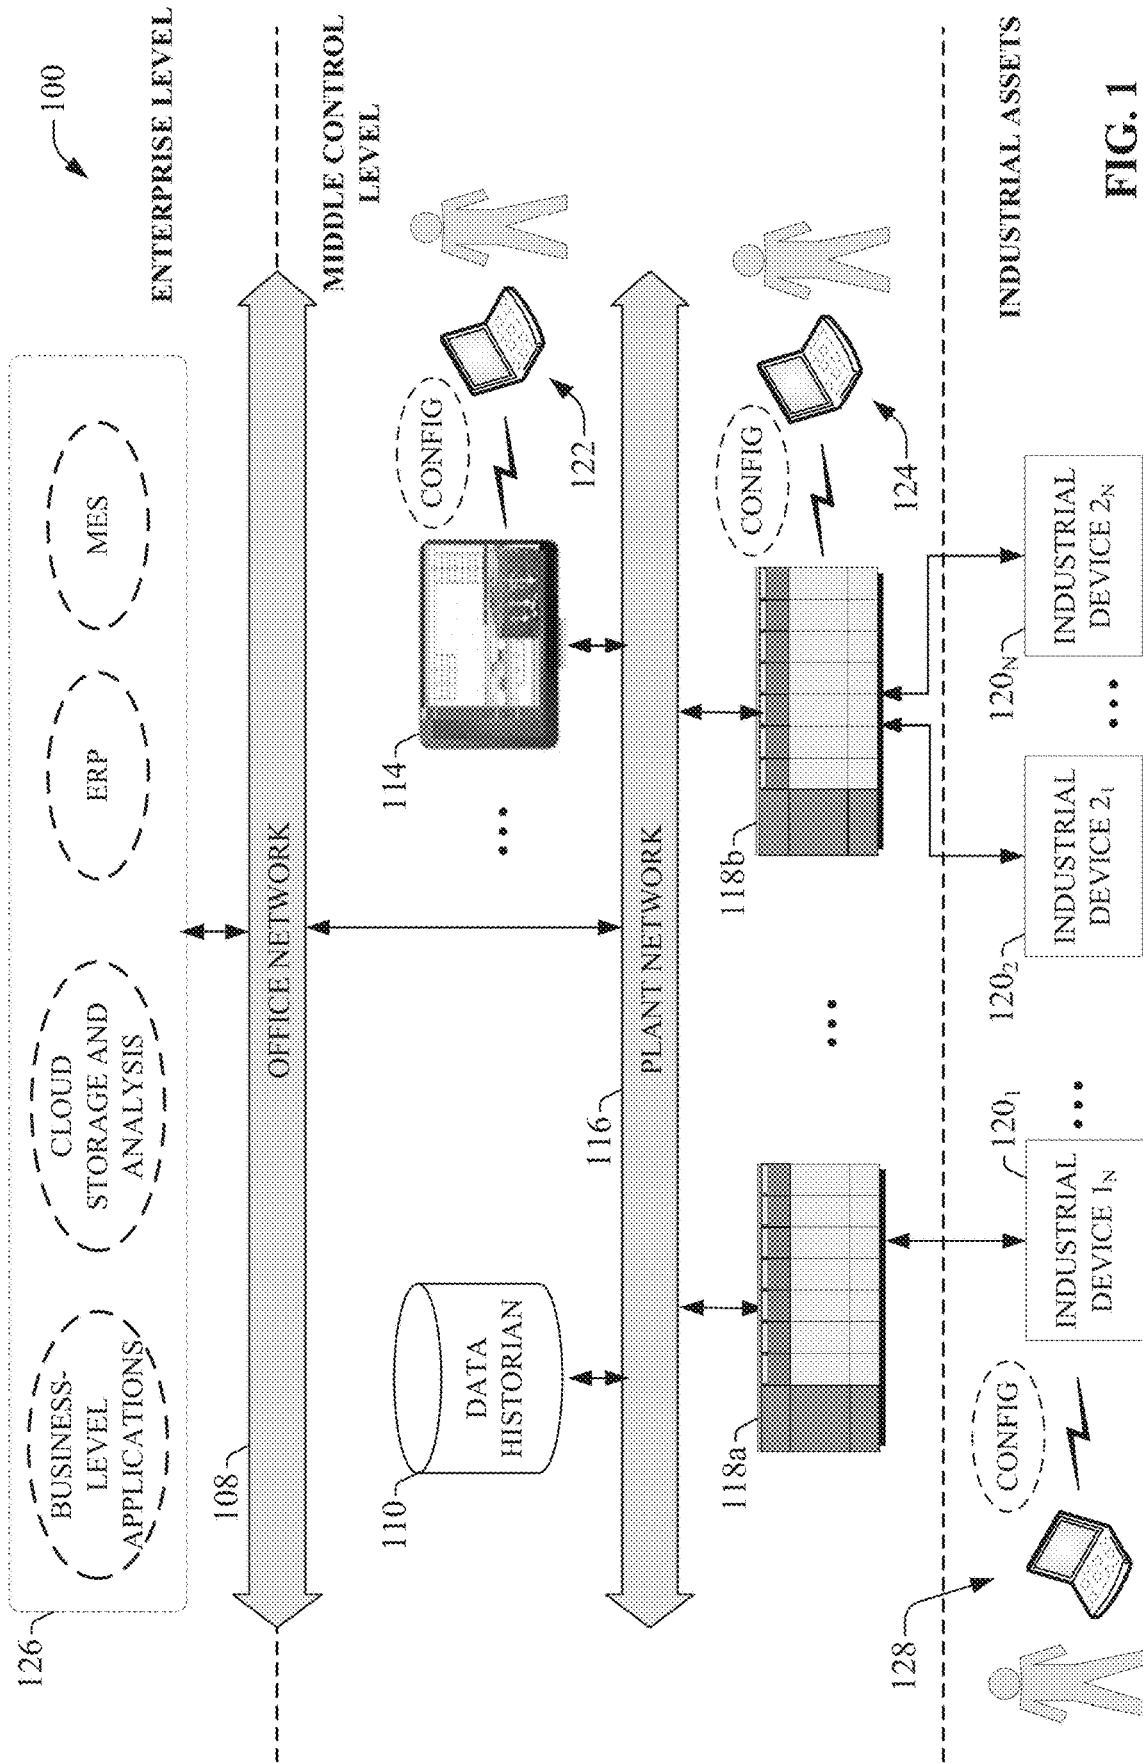 100
ENTERPRISE LEVEL
126
BUSINESS-
LEVEL
APPLICATIONS
CLOUD
STORAGE AND
ANALYSIS
ERP
MES
108
OFFICE NETWORK
MIDDLE CONTROL
LEVEL
110
DATA
HISTORIAN
114
CONFIG
122
116
PLANT NETWORK
118a
118b
CONFIG
124
INDUSTRIAL ASSETS
128
CONFIG
INDUSTRIAL
DEVICE 1N
120₁
120₂
INDUSTRIAL
DEVICE 2₁
120N
INDUSTRIAL
DEVICE 2N
FIG. 1